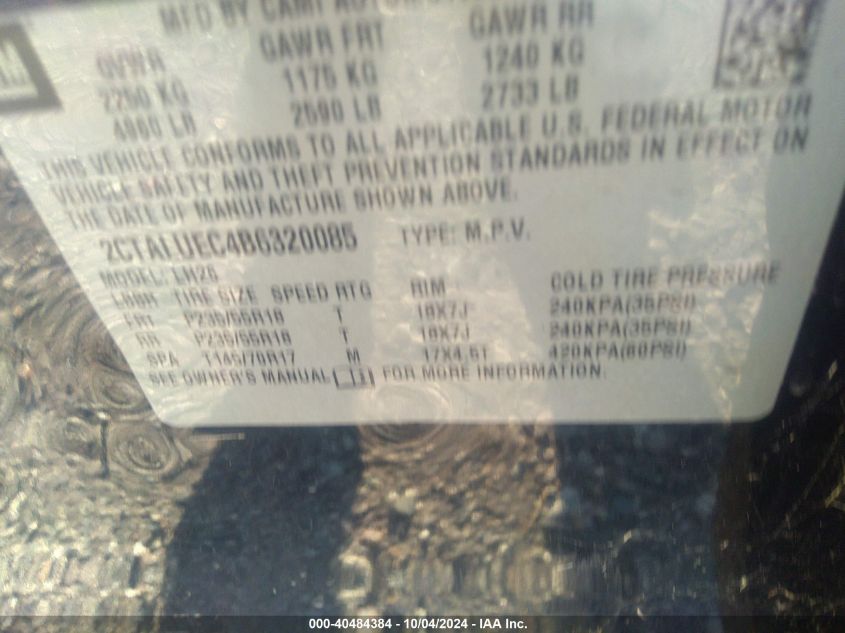 GM
MFD BY CAMI AUTOMOTIVE
GVWR GAWR FRT GAWR RR
2250 KG 1175 KG 1240 KG
4960 LB 2590 LB 2733 LB
THIS VEHICLE CONFORMS TO ALL APPLICABLE U.S. FEDERAL MOTOR
VEHICLE SAFETY AND THEFT PREVENTION STANDARDS IN EFFECT ON
THE DATE OF MANUFACTURE SHOWN ABOVE.
2CTALUEC4B6320085 TYPE: M.P.V.
MODEL: LH26
TIRE SIZE SPEED RTG RIM COLD TIRE PRESSURE
FRT P235/55R18 T 18X7J 240KPA(35PSI)
RR P235/55R18 T 18X7J 240KPA(35PSI)
SPA T145/70R17 M 17X4.5T 420KPA(60PSI)
SEE OWNER'S MANUAL FOR MORE INFORMATION.
000-40484384 - 10/04/2024 - IAA Inc.